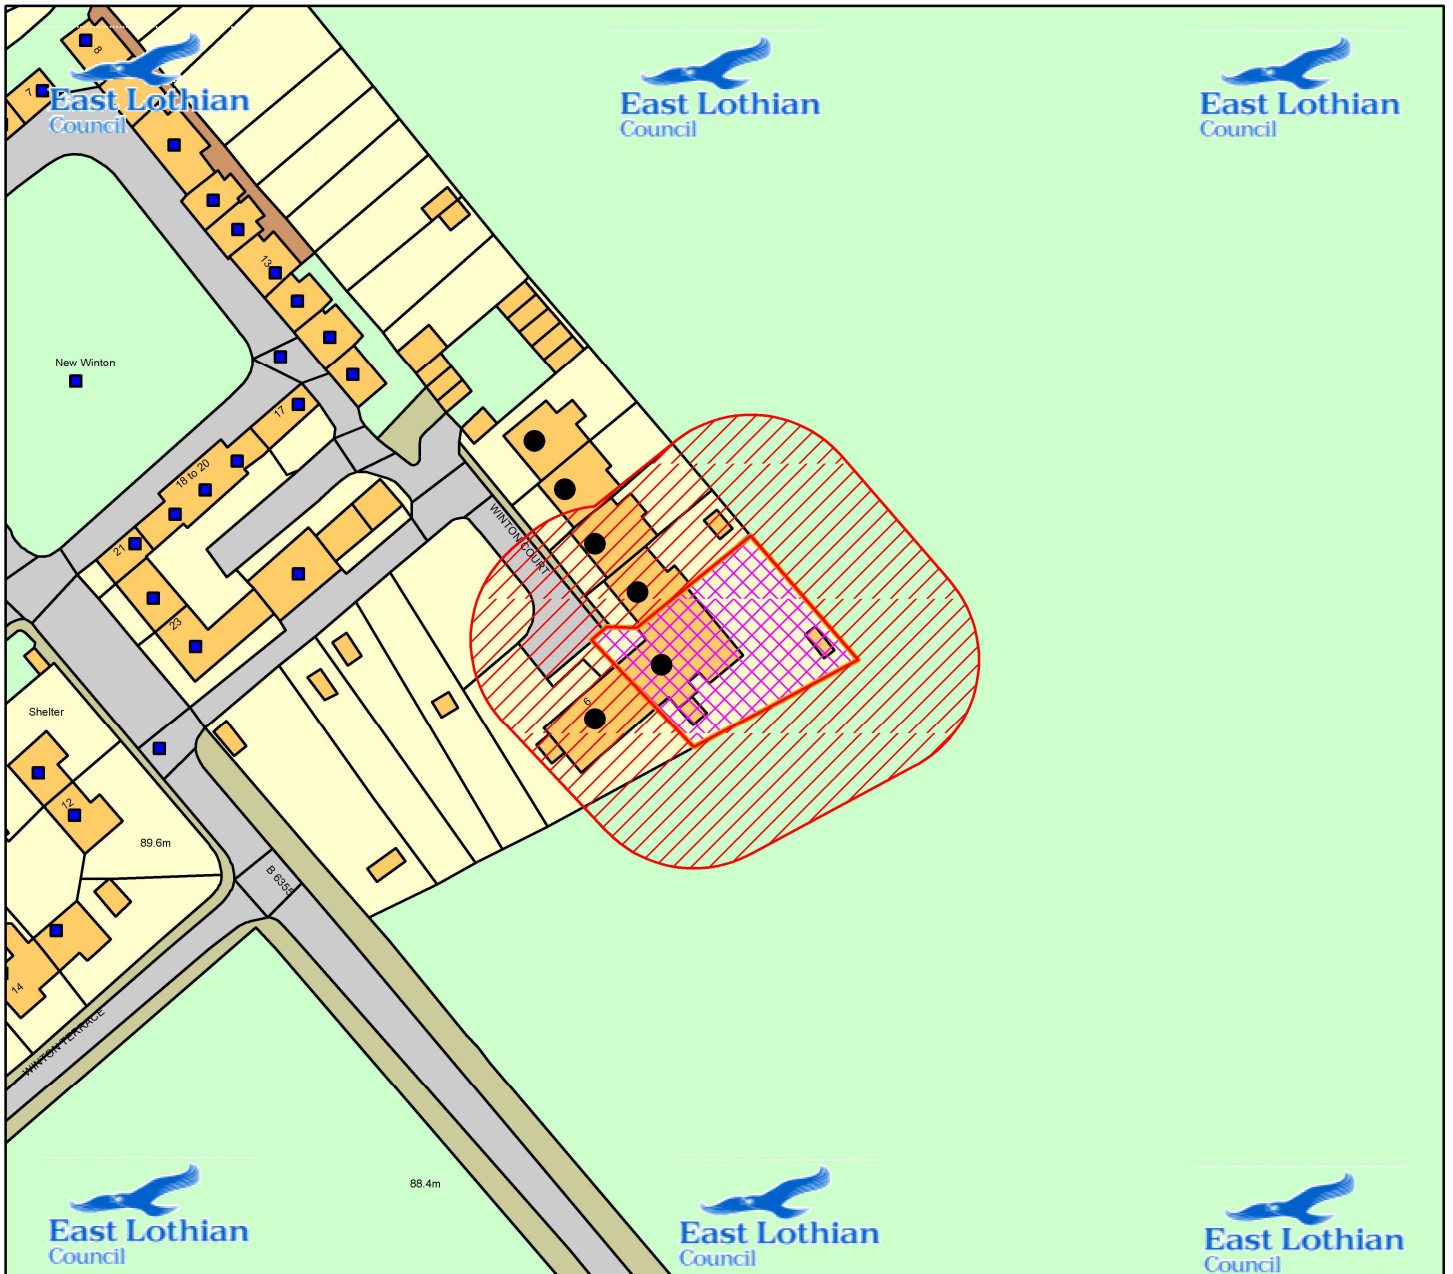 East Lothian
Council
East Lothian
Council
East Lothian
Council
8
7
13
New Winton
17
18 to 20
21
23
WINTON COURT
6
Shelter
12
89.6m
B 6355
14
WINTON TERRACE
88.4m
East Lothian
Council
East Lothian
Council
East Lothian
Council